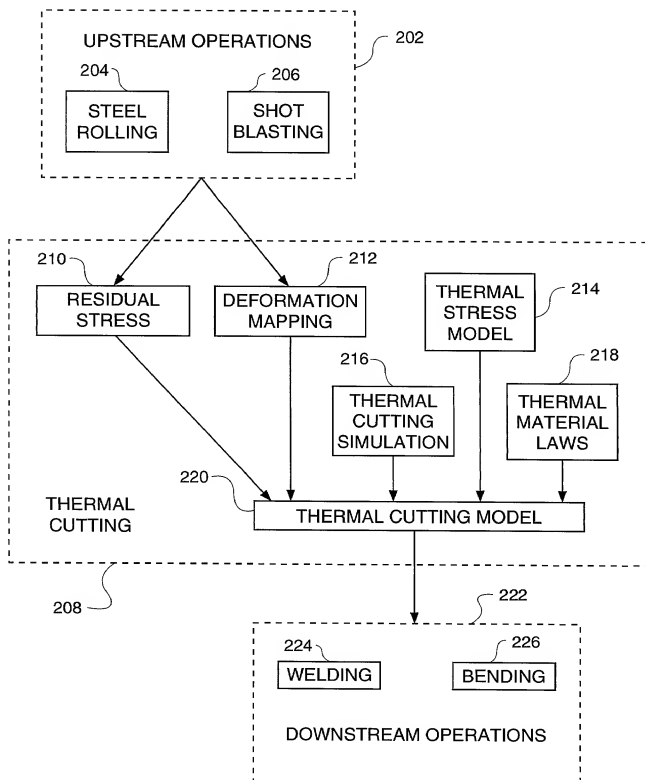 UPSTREAM OPERATIONS
202
204
206
STEEL
ROLLING
SHOT
BLASTING
210
212
RESIDUAL
STRESS
DEFORMATION
MAPPING
THERMAL
STRESS
MODEL
214
216
218
THERMAL
CUTTING
SIMULATION
THERMAL
MATERIAL
LAWS
220
THERMAL
CUTTING
THERMAL CUTTING MODEL
208
222
224
226
WELDING
BENDING
DOWNSTREAM OPERATIONS